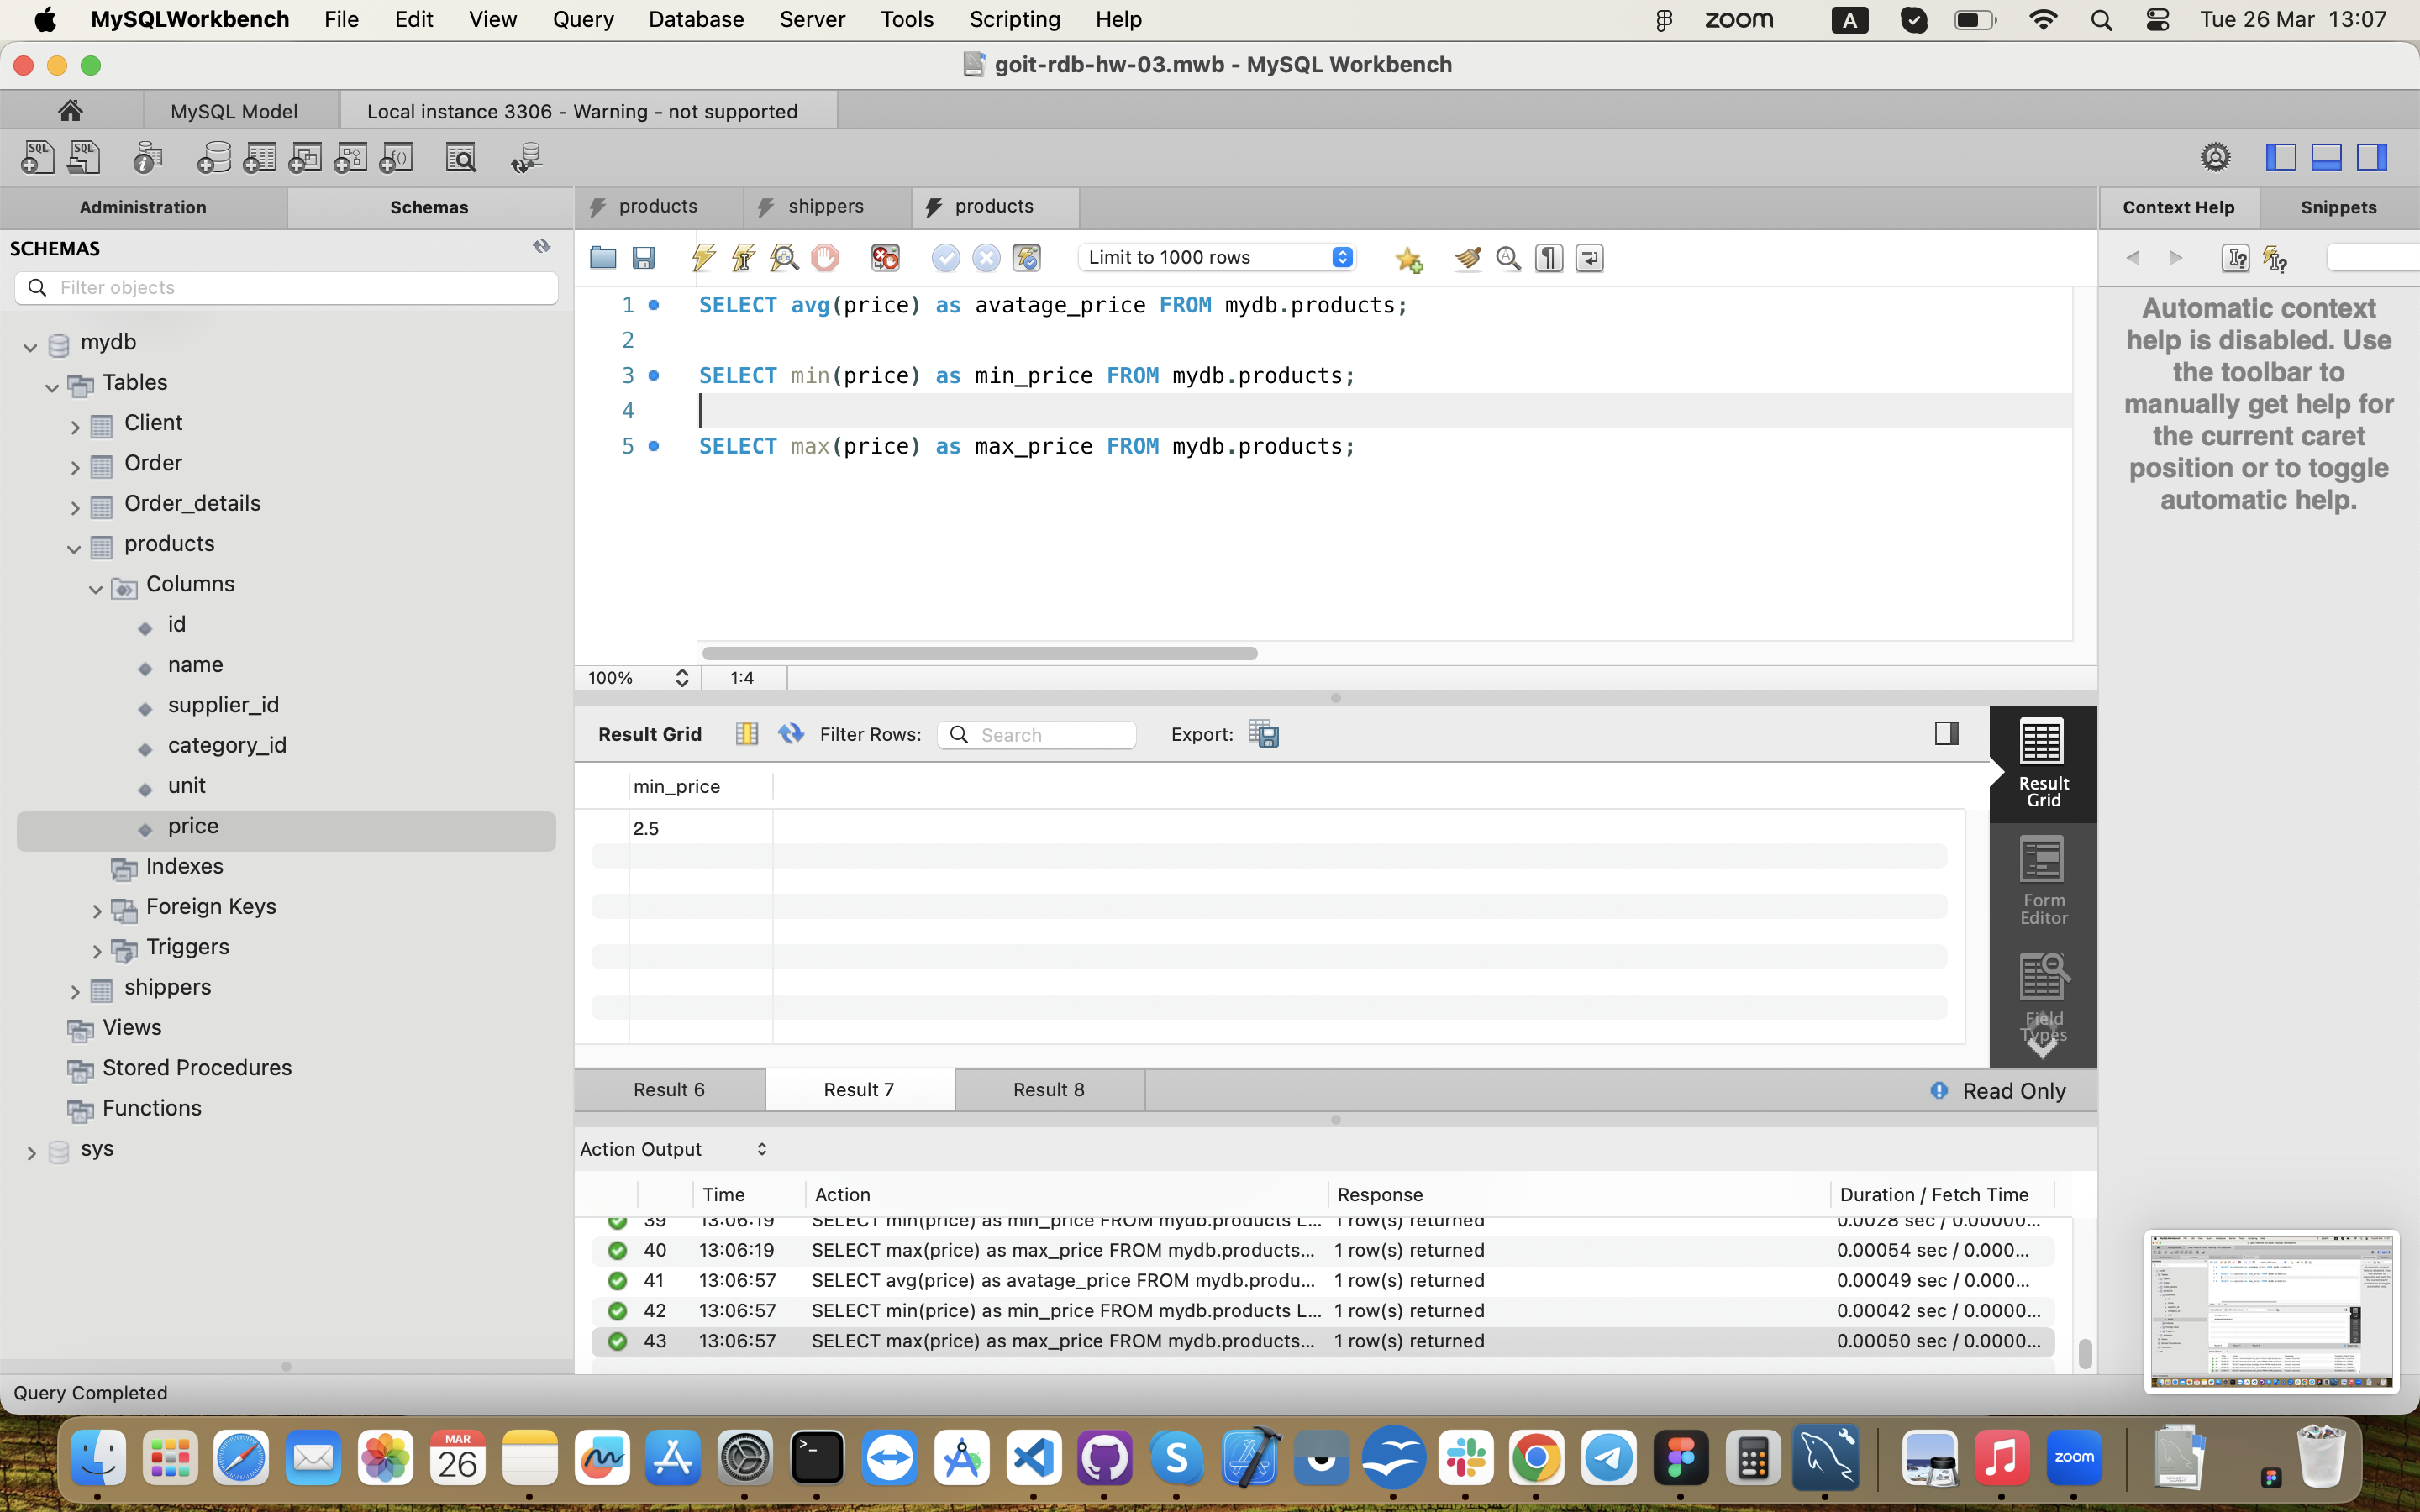 MySQLWorkbench File Edit View Query Database Server Tools Scripting Help zoom A Tue 26 Mar 13:07
goit-rdb-hw-03.mwb - MySQL Workbench
MySQL Model Local instance 3306 - Warning - not supported
Administration Schemas products shippers products Context Help Snippets
SCHEMAS
Filter objects
mydb
Tables
Client
Order
Order_details
products
Columns
id
name
supplier_id
category_id
unit
price
Indexes
Foreign Keys
Triggers
shippers
Views
Stored Procedures
Functions
sys
Limit to 1000 rows
1 SELECT avg(price) as avatage_price FROM mydb.products;
2
3 SELECT min(price) as min_price FROM mydb.products;
4
5 SELECT max(price) as max_price FROM mydb.products;
100% 1:4
Automatic context
help is disabled. Use
the toolbar to
manually get help for
the current caret
position or to toggle
automatic help.
Result Grid Filter Rows: Search Export:
min_price
2.5
Result
Grid
Form
Editor
Field
Types
Result 6 Result 7 Result 8 Read Only
Action Output
Time Action Response Duration / Fetch Time
39 13:06:19 SELECT min(price) as min_price FROM mydb.products L... 1 row(s) returned 0.0028 sec / 0.00000...
40 13:06:19 SELECT max(price) as max_price FROM mydb.products... 1 row(s) returned 0.00054 sec / 0.000...
41 13:06:57 SELECT avg(price) as avatage_price FROM mydb.produ... 1 row(s) returned 0.00049 sec / 0.000...
42 13:06:57 SELECT min(price) as min_price FROM mydb.products L... 1 row(s) returned 0.00042 sec / 0.0000...
43 13:06:57 SELECT max(price) as max_price FROM mydb.products... 1 row(s) returned 0.00050 sec / 0.0000...
Query Completed
MAR
26
zoom